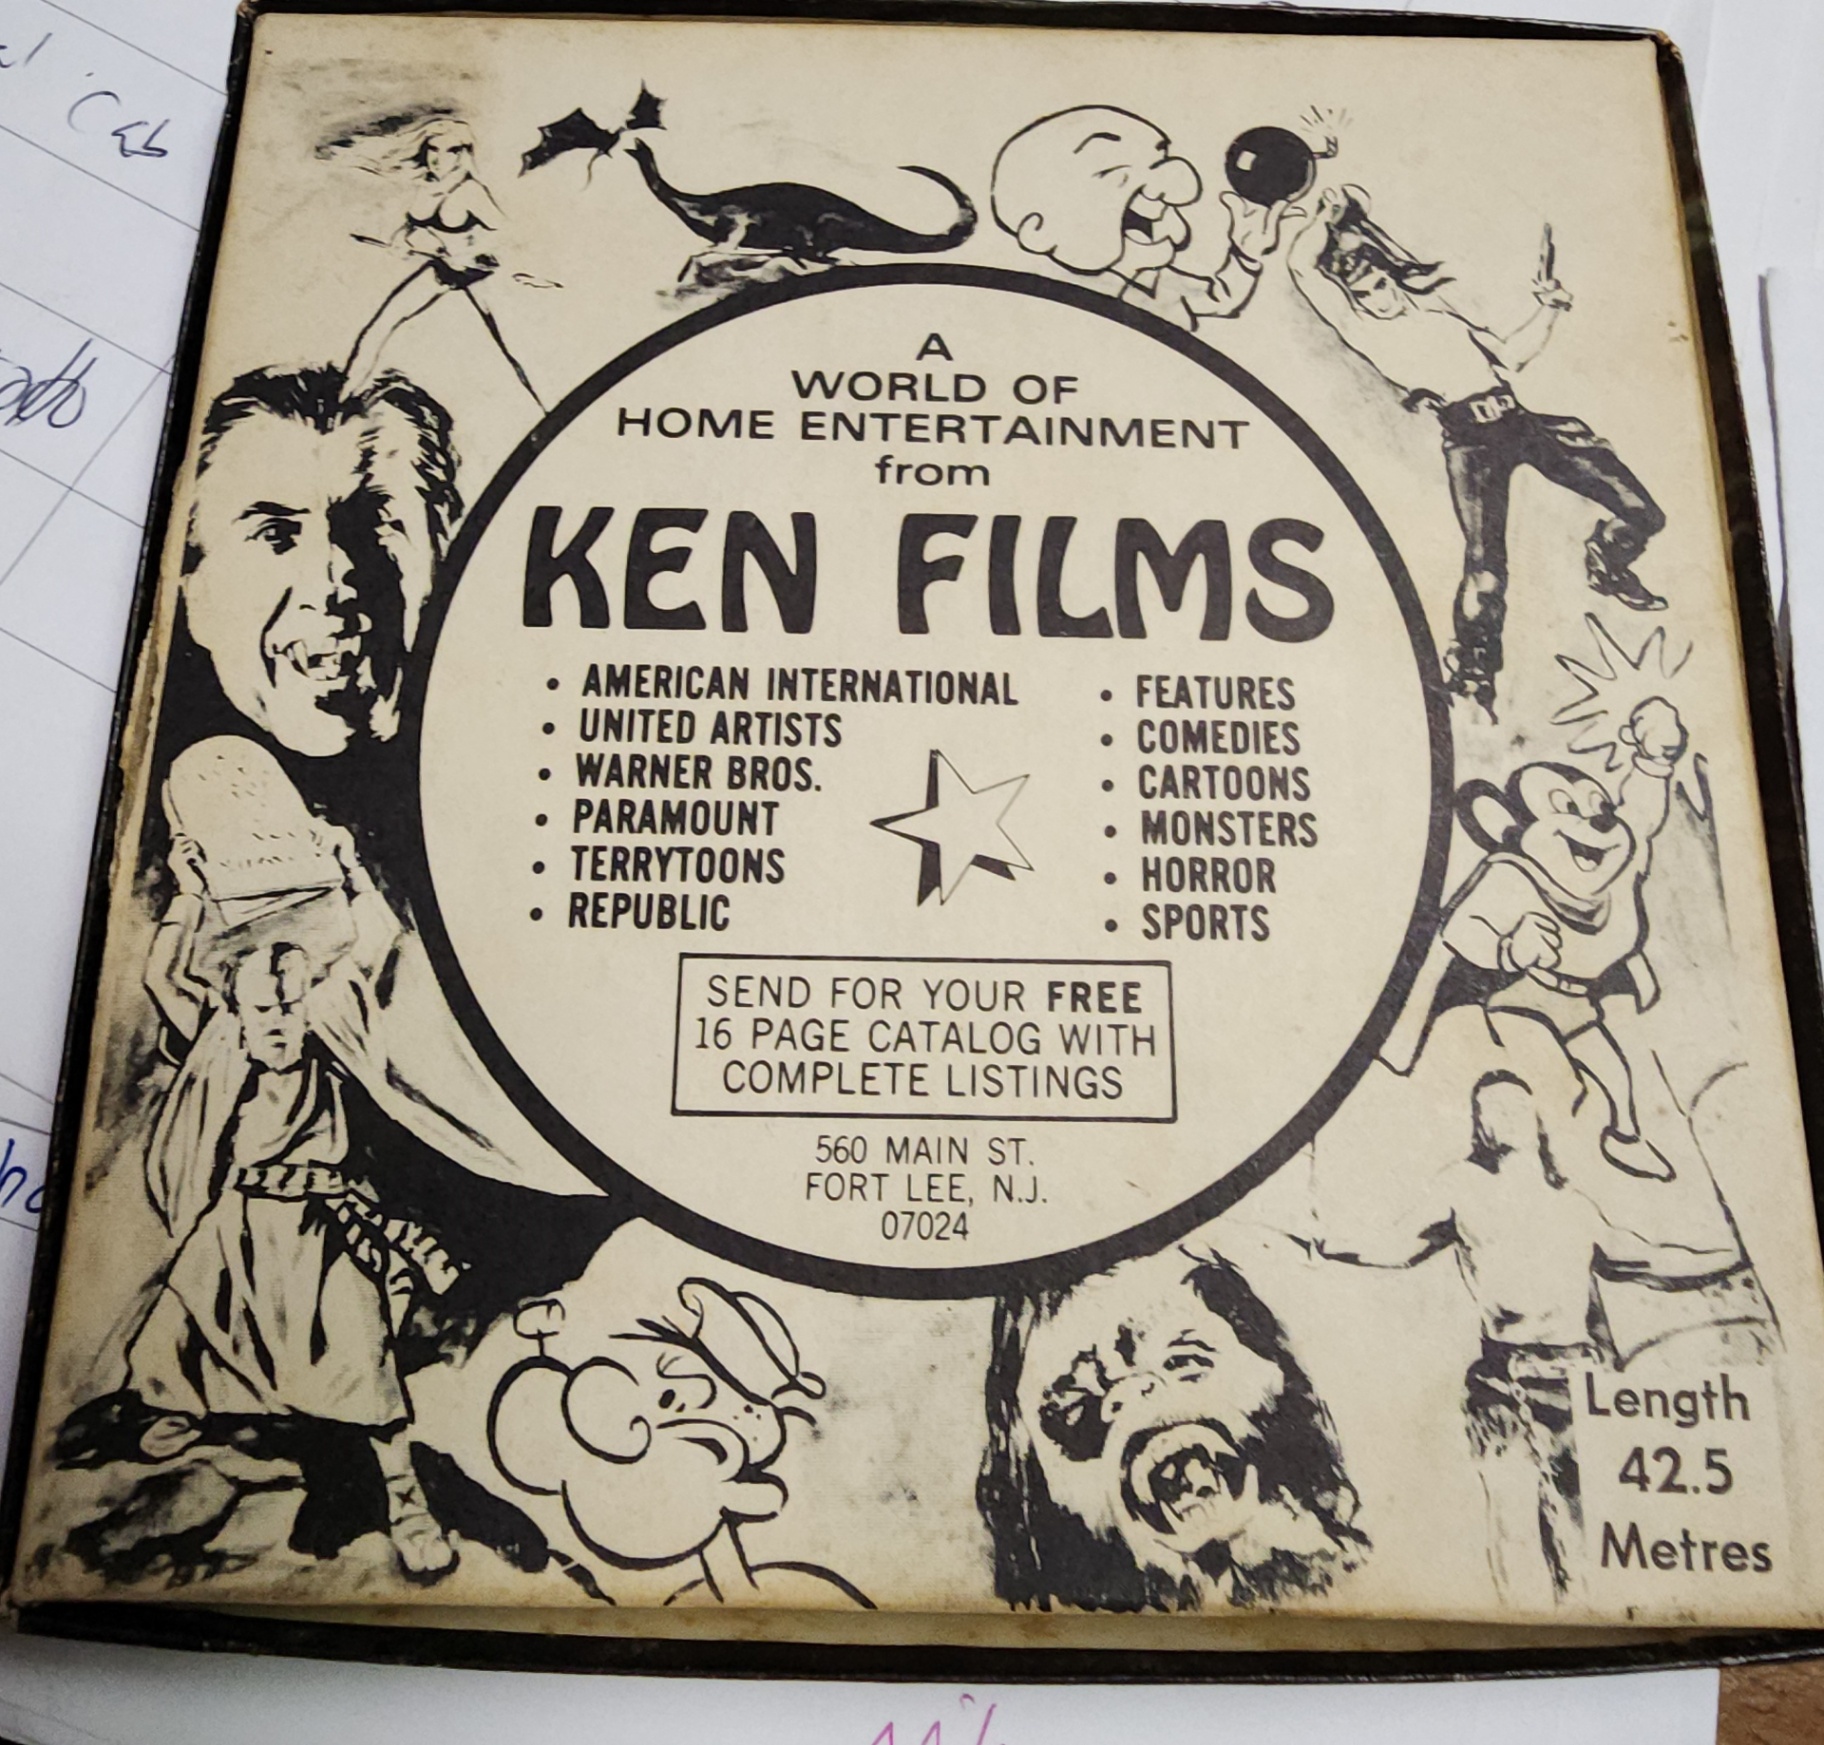 A
WORLD OF
HOME ENTERTAINMENT
from
KEN FILMS
• AMERICAN INTERNATIONAL
• UNITED ARTISTS
• WARNER BROS.
• PARAMOUNT
• TERRYTOONS
• REPUBLIC
• FEATURES
• COMEDIES
• CARTOONS
• MONSTERS
• HORROR
• SPORTS
SEND FOR YOUR FREE
16 PAGE CATALOG WITH
COMPLETE LISTINGS
560 MAIN ST.
FORT LEE, N.J.
07024
Length
42.5
Metres